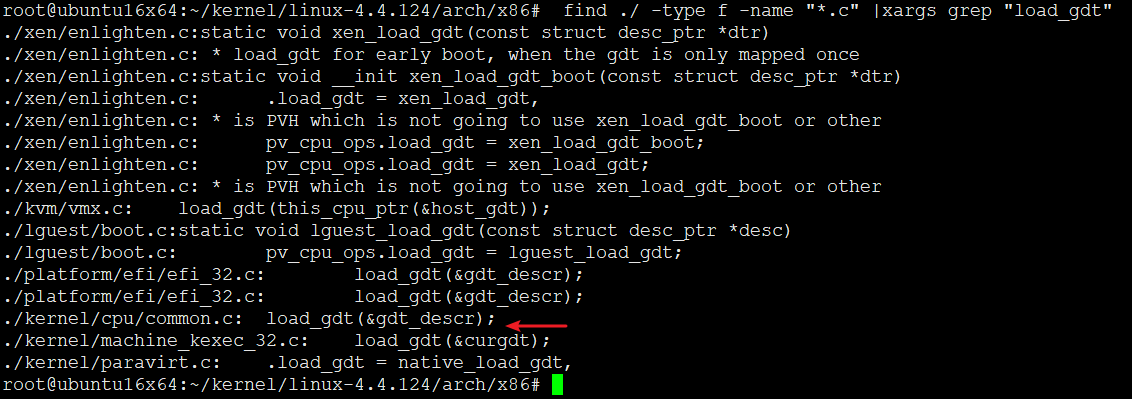 root@ubuntu16x64:~/kernel/linux-4.4.124/arch/x86#  find ./ -type f -name "*.c" |xargs grep "load_gdt"
./xen/enlighten.c:static void xen_load_gdt(const struct desc_ptr *dtr)
./xen/enlighten.c: * load_gdt for early boot, when the gdt is only mapped once
./xen/enlighten.c:static void __init xen_load_gdt_boot(const struct desc_ptr *dtr)
./xen/enlighten.c:      .load_gdt = xen_load_gdt,
./xen/enlighten.c: * is PVH which is not going to use xen_load_gdt_boot or other
./xen/enlighten.c:      pv_cpu_ops.load_gdt = xen_load_gdt_boot;
./xen/enlighten.c:      pv_cpu_ops.load_gdt = xen_load_gdt;
./xen/enlighten.c: * is PVH which is not going to use xen_load_gdt_boot or other
./kvm/vmx.c:    load_gdt(this_cpu_ptr(&host_gdt));
./lguest/boot.c:static void lguest_load_gdt(const struct desc_ptr *desc)
./lguest/boot.c:        pv_cpu_ops.load_gdt = lguest_load_gdt;
./platform/efi/efi_32.c:        load_gdt(&gdt_descr);
./platform/efi/efi_32.c:        load_gdt(&gdt_descr);
./kernel/cpu/common.c:  load_gdt(&gdt_descr);
./kernel/machine_kexec_32.c:    load_gdt(&curgdt);
./kernel/paravirt.c:    .load_gdt = native_load_gdt,
root@ubuntu16x64:~/kernel/linux-4.4.124/arch/x86#